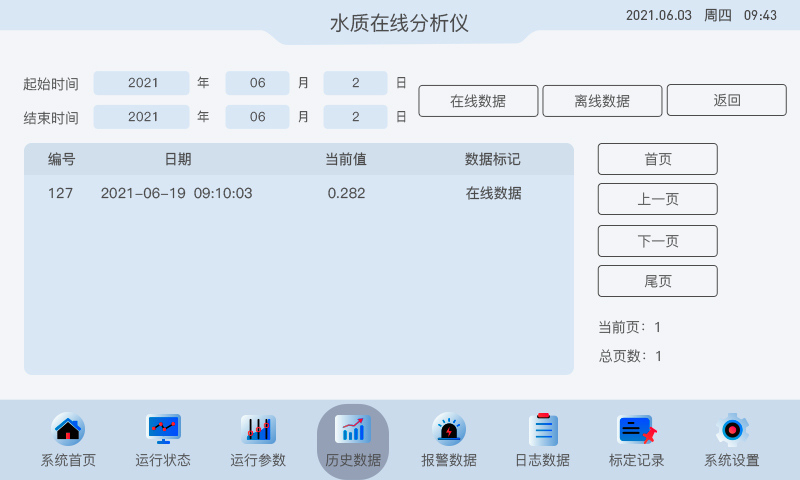 水质在线分析仪
2021.06.03 周四 09:43
起始时间 2021 年 06 月 2 日
在线数据 离线数据 返回
结束时间 2021 年 06 月 2 日
编号 日期 当前值 数据标记
127 2021-06-19 09:10:03 0.282 在线数据
首页
上一页
下一页
尾页
当前页：1
总页数：1
系统首页 运行状态 运行参数 历史数据 报警数据 日志数据 标定记录 系统设置